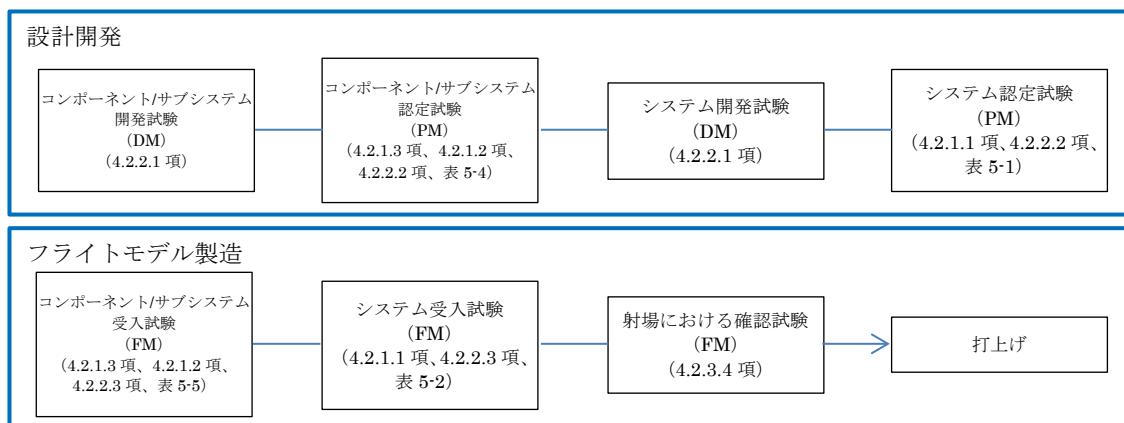 設計開発
コンポーネント/サブシステム
開発試験
(DM)
(4.2.2.1 項)
コンポーネント/サブシステム
認定試験
(PM)
(4.2.1.3 項、4.2.1.2 項、
4.2.2.2 項、表 5-4)
システム開発試験
(DM)
(4.2.2.1 項)
システム認定試験
(PM)
(4.2.1.1 項、4.2.2.2 項、
表 5-1)
フライトモデル製造
コンポーネント/サブシステム
受入試験
(FM)
(4.2.1.3 項、4.2.1.2 項、
4.2.2.3 項、表 5-5)
システム受入試験
(FM)
(4.2.1.1 項、4.2.2.3 項、
表 5-2)
射場における確認試験
(FM)
(4.2.3.4 項)
打上げ